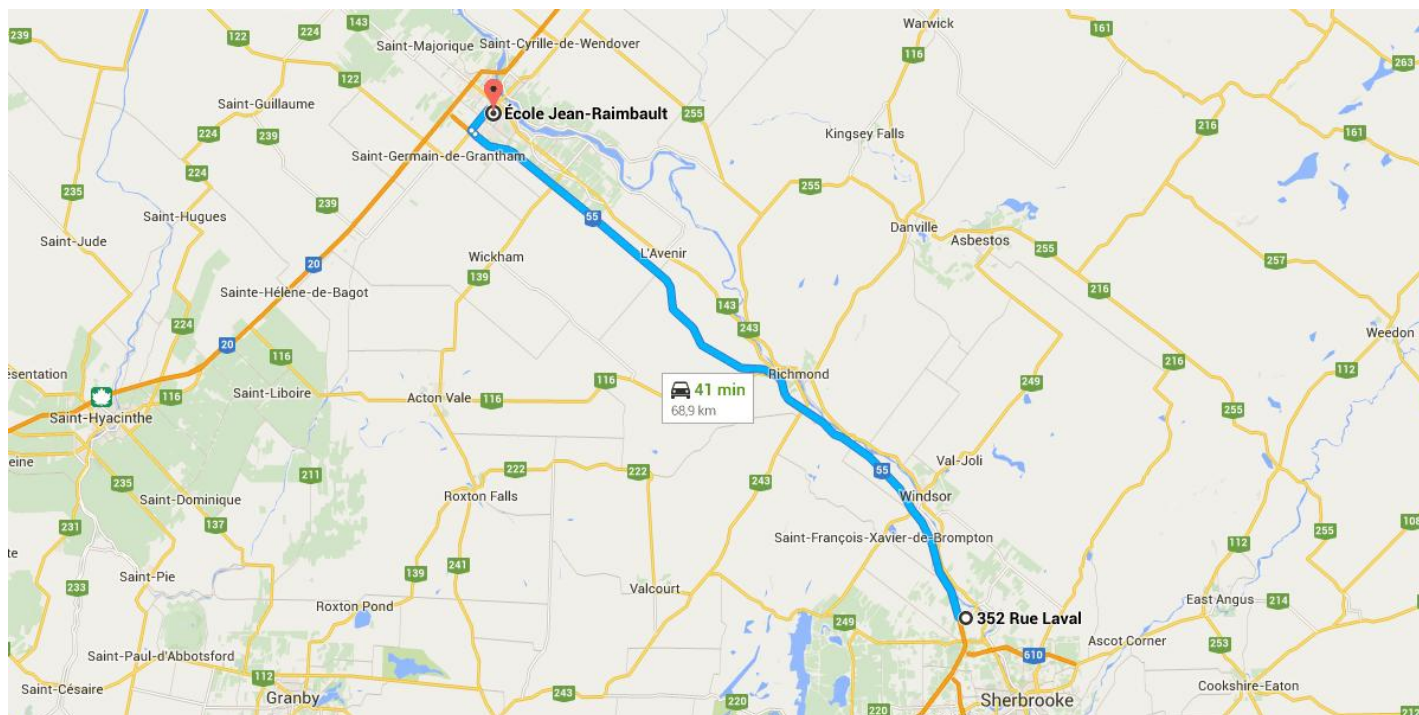 143
224
Warwick
161
239
122
Saint-Majorique
Saint-Cyrille-de-Wendover
116
263
122
Saint-Guillaume
École Jean-Raimbault
255
216
224
239
Kingsey Falls
161
Saint-Germain-de-Grantham
224
235
239
255
Saint-Hugues
55
Danville
Saint-Jude
Asbestos
L'Avenir
255
Wickham
257
20
139
216
Sainte-Hélène-de-Bagot
143
224
243
Weedon
20
116
216
Richmond
116
249
112
41 min
68,9 km
Saint-Liboire
116
Acton Vale
116
Saint-Hyacinthe
255
Val-Joli
222
222
55
235
211
243
Roxton Falls
Windsor
Saint-Dominique
231
137
108
255
Saint-François-Xavier-de-Brompton
112
241
139
Saint-Pie
233
Valcourt
East Angus
214
Roxton Pond
352 Rue Laval
249
Ascot Corner
253
Saint-Paul-d'Abbotsford
610
112
Saint-Césaire
Granby
243
220
Sherbrooke
Cookshire-Eaton
220
212